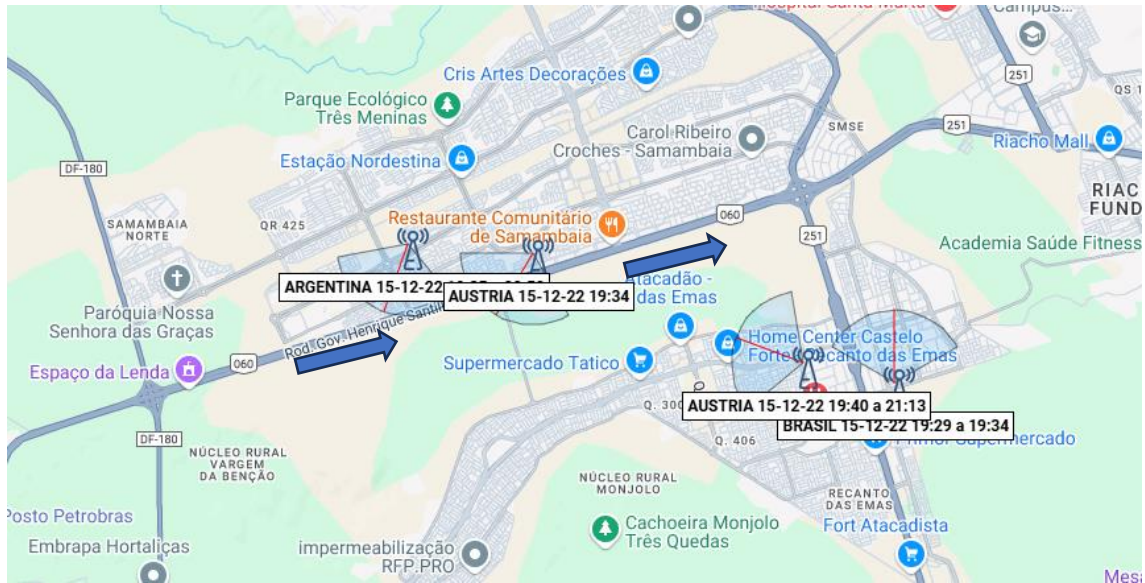 Hospital Santa Marta
Campus...
251
QS 1
Cris Artes Decorações
Parque Ecológico
Três Meninas
Carol Ribeiro
Croches - Samambaia
SMSE
251
Riacho Mall
Estação Nordestina
DF-180
RIAC
FUND
SAMAMBAIA
NORTE
QR 425
Restaurante Comunitário
de Samambaia
060
251
Academia Saúde Fitness
ARGENTINA 15-12-22
AUSTRIA 15-12-22 19:34
Atacadão -
das Emas
Paróquia Nossa
Senhora das Graças
Rod. Gov. Henrique Santill
Home Center Castelo
Forte Recanto das Emas
Espaço da Lenda
060
Supermercado Tatico
AUSTRIA 15-12-22 19:40 a 21:13
BRASIL 15-12-22 19:29 a 19:34
Q. 300
Q. 406
Supermercado
DF-180
NÚCLEO RURAL
VARGEM
DA BENÇÃO
NÚCLEO RURAL
MONJOLO
RECANTO
DAS EMAS
Posto Petrobras
Cachoeira Monjolo
Três Quedas
Fort Atacadista
Embrapa Hortaliças
impermeabilização
RFP.PRO
Mes